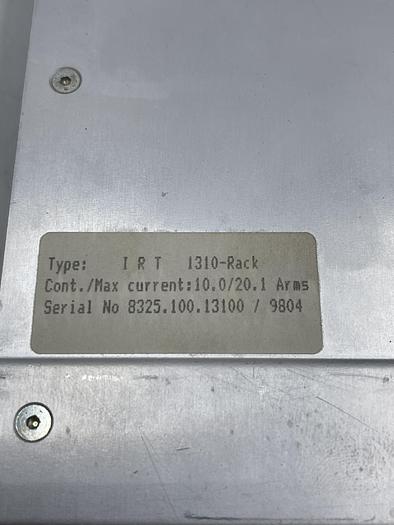 Type: I R T 1310-Rack
Cont./Max current:10.0/20.1 Arms
Serial No 8325.100.13100 / 9804